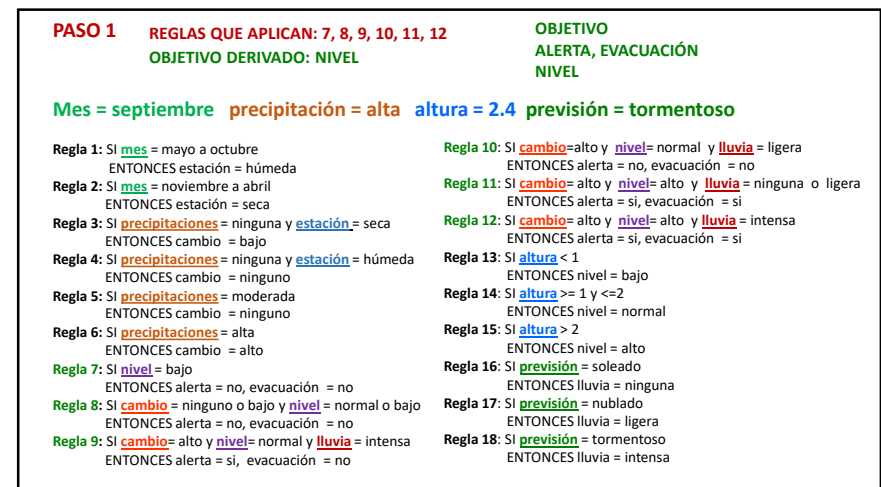 PASO 1
REGLAS QUE APLICAN: 7, 8, 9, 10, 11, 12
OBJETIVO DERIVADO: NIVEL
OBJETIVO
ALERTA, EVACUACIÓN
NIVEL
Mes = septiembre precipitación = alta altura = 2.4 previsión = tormentoso
Regla 1: SI mes = mayo a octubre
ENTONCES estación = húmeda
Regla 2: SI mes = noviembre a abril
ENTONCES estación = seca
Regla 3: SI precipitaciones = ninguna y estación = seca
ENTONCES cambio = bajo
Regla 4: SI precipitaciones = ninguna y estación = húmeda
ENTONCES cambio = ninguno
Regla 5: SI precipitaciones = moderada
ENTONCES cambio = ninguno
Regla 6: SI precipitaciones = alta
ENTONCES cambio = alto
Regla 7: SI nivel = bajo
ENTONCES alerta = no, evacuación = no
Regla 8: SI cambio = ninguno o bajo y nivel = normal o bajo
ENTONCES alerta = no, evacuación = no
Regla 9: SI cambio= alto y nivel= normal y lluvia = intensa
ENTONCES alerta = si, evacuación = no
Regla 10: SI cambio=alto y nivel= normal y lluvia = ligera
ENTONCES alerta = no, evacuación = no
Regla 11: SI cambio= alto y nivel= alto y lluvia = ninguna o ligera
ENTONCES alerta = si, evacuación = si
Regla 12: SI cambio= alto y nivel= alto y lluvia = intensa
ENTONCES alerta = si, evacuación = si
Regla 13: SI altura < 1
ENTONCES nivel = bajo
Regla 14: SI altura >= 1 y <=2
ENTONCES nivel = normal
Regla 15: SI altura > 2
ENTONCES nivel = alto
Regla 16: SI previsión = soleado
ENTONCES lluvia = ninguna
Regla 17: SI previsión = nublado
ENTONCES lluvia = ligera
Regla 18: SI previsión = tormentoso
ENTONCES lluvia = intensa